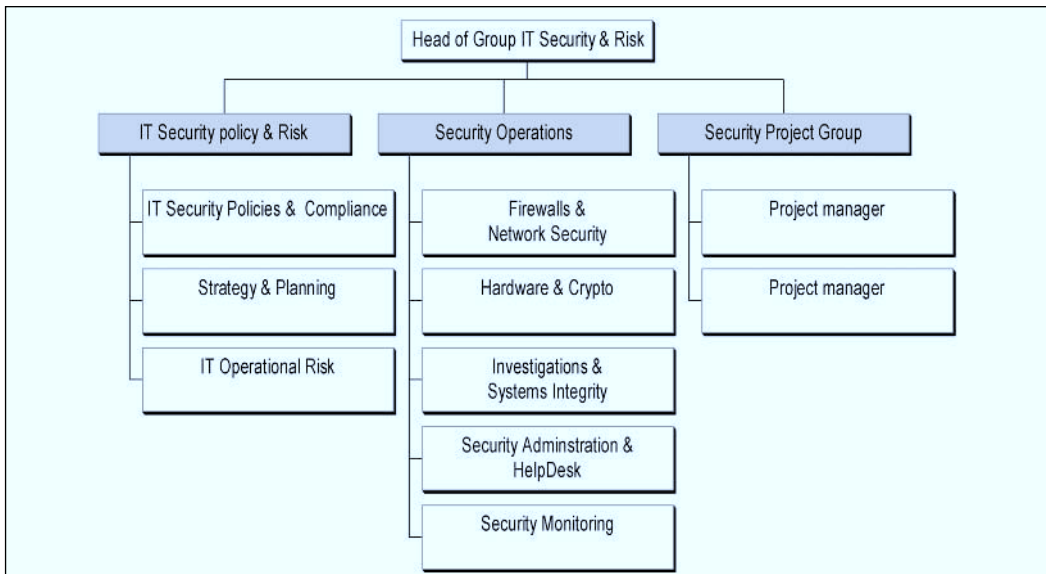 Head of Group IT Security & Risk
IT Security policy & Risk
Security Operations
Security Project Group
IT Security Policies & Compliance
Strategy & Planning
IT Operational Risk
Firewalls &
Network Security
Hardware & Crypto
Investigations &
Systems Integrity
Security Adminstration &
HelpDesk
Security Monitoring
Project manager
Project manager